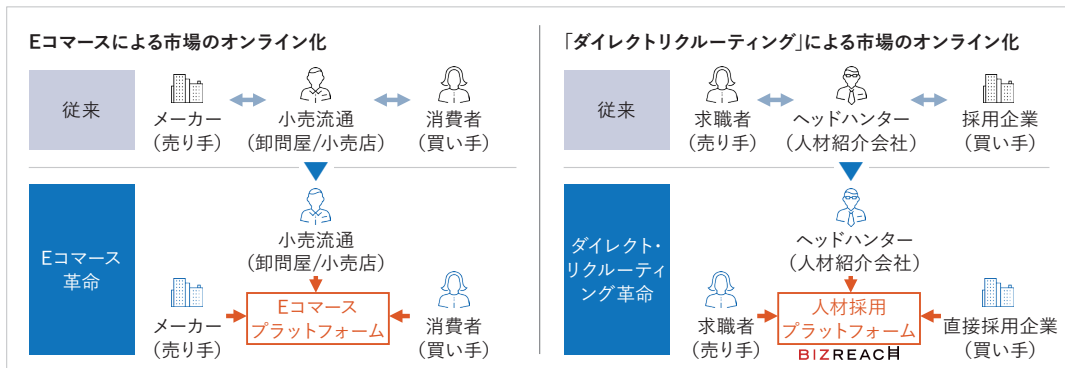 Eコマースによる市場のオンライン化
従来
メーカー
(売り手)
小売流通
(卸問屋/小売店)
消費者
(買い手)
Eコマース
革命
小売流通
(卸問屋/小売店)
メーカー
(売り手)
Eコマース
プラットフォーム
消費者
(買い手)
「ダイレクトリクルーティング」による市場のオンライン化
従来
求職者
(売り手)
ヘッドハンター
(人材紹介会社)
採用企業
(買い手)
ダイレクト・
リクルーティ
ング革命
ヘッドハンター
(人材紹介会社)
求職者
(売り手)
人材採用
プラットフォーム
BIZREACH
直接採用企業
(買い手)